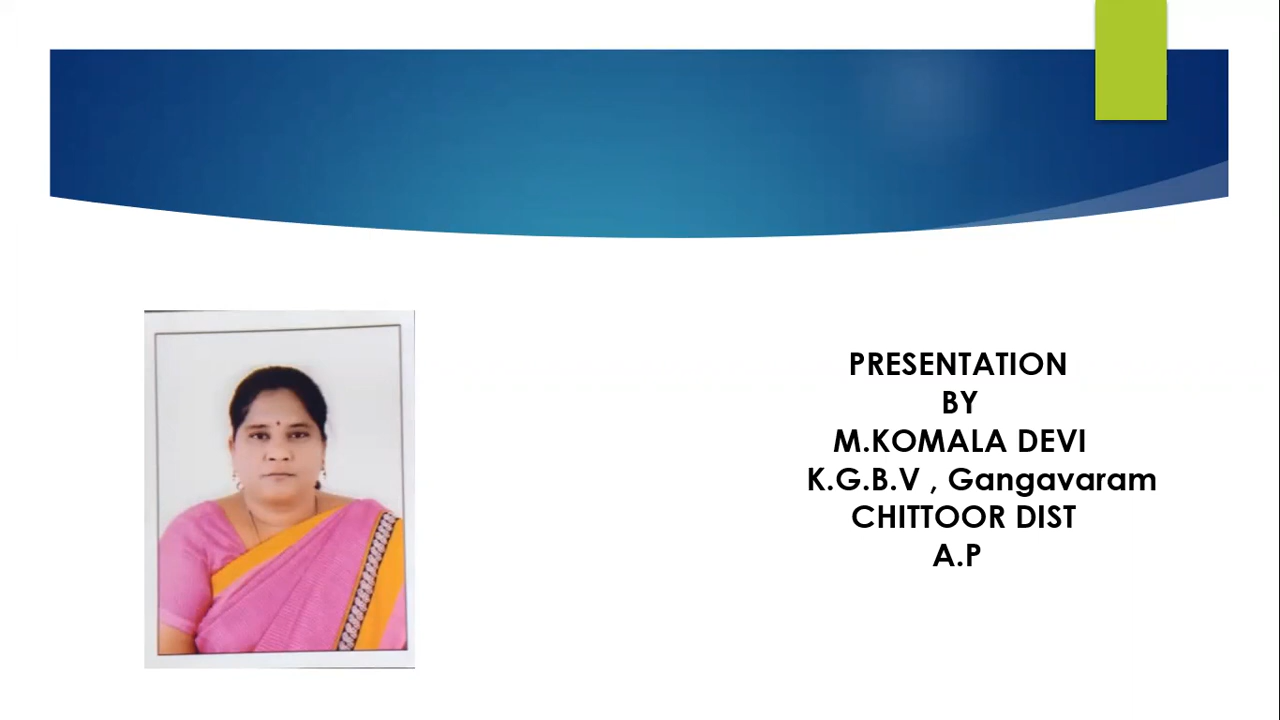 PRESENTATION
BY
M.KOMALA DEVI
K.G.B.V , Gangavaram
CHITTOOR DIST
A.P